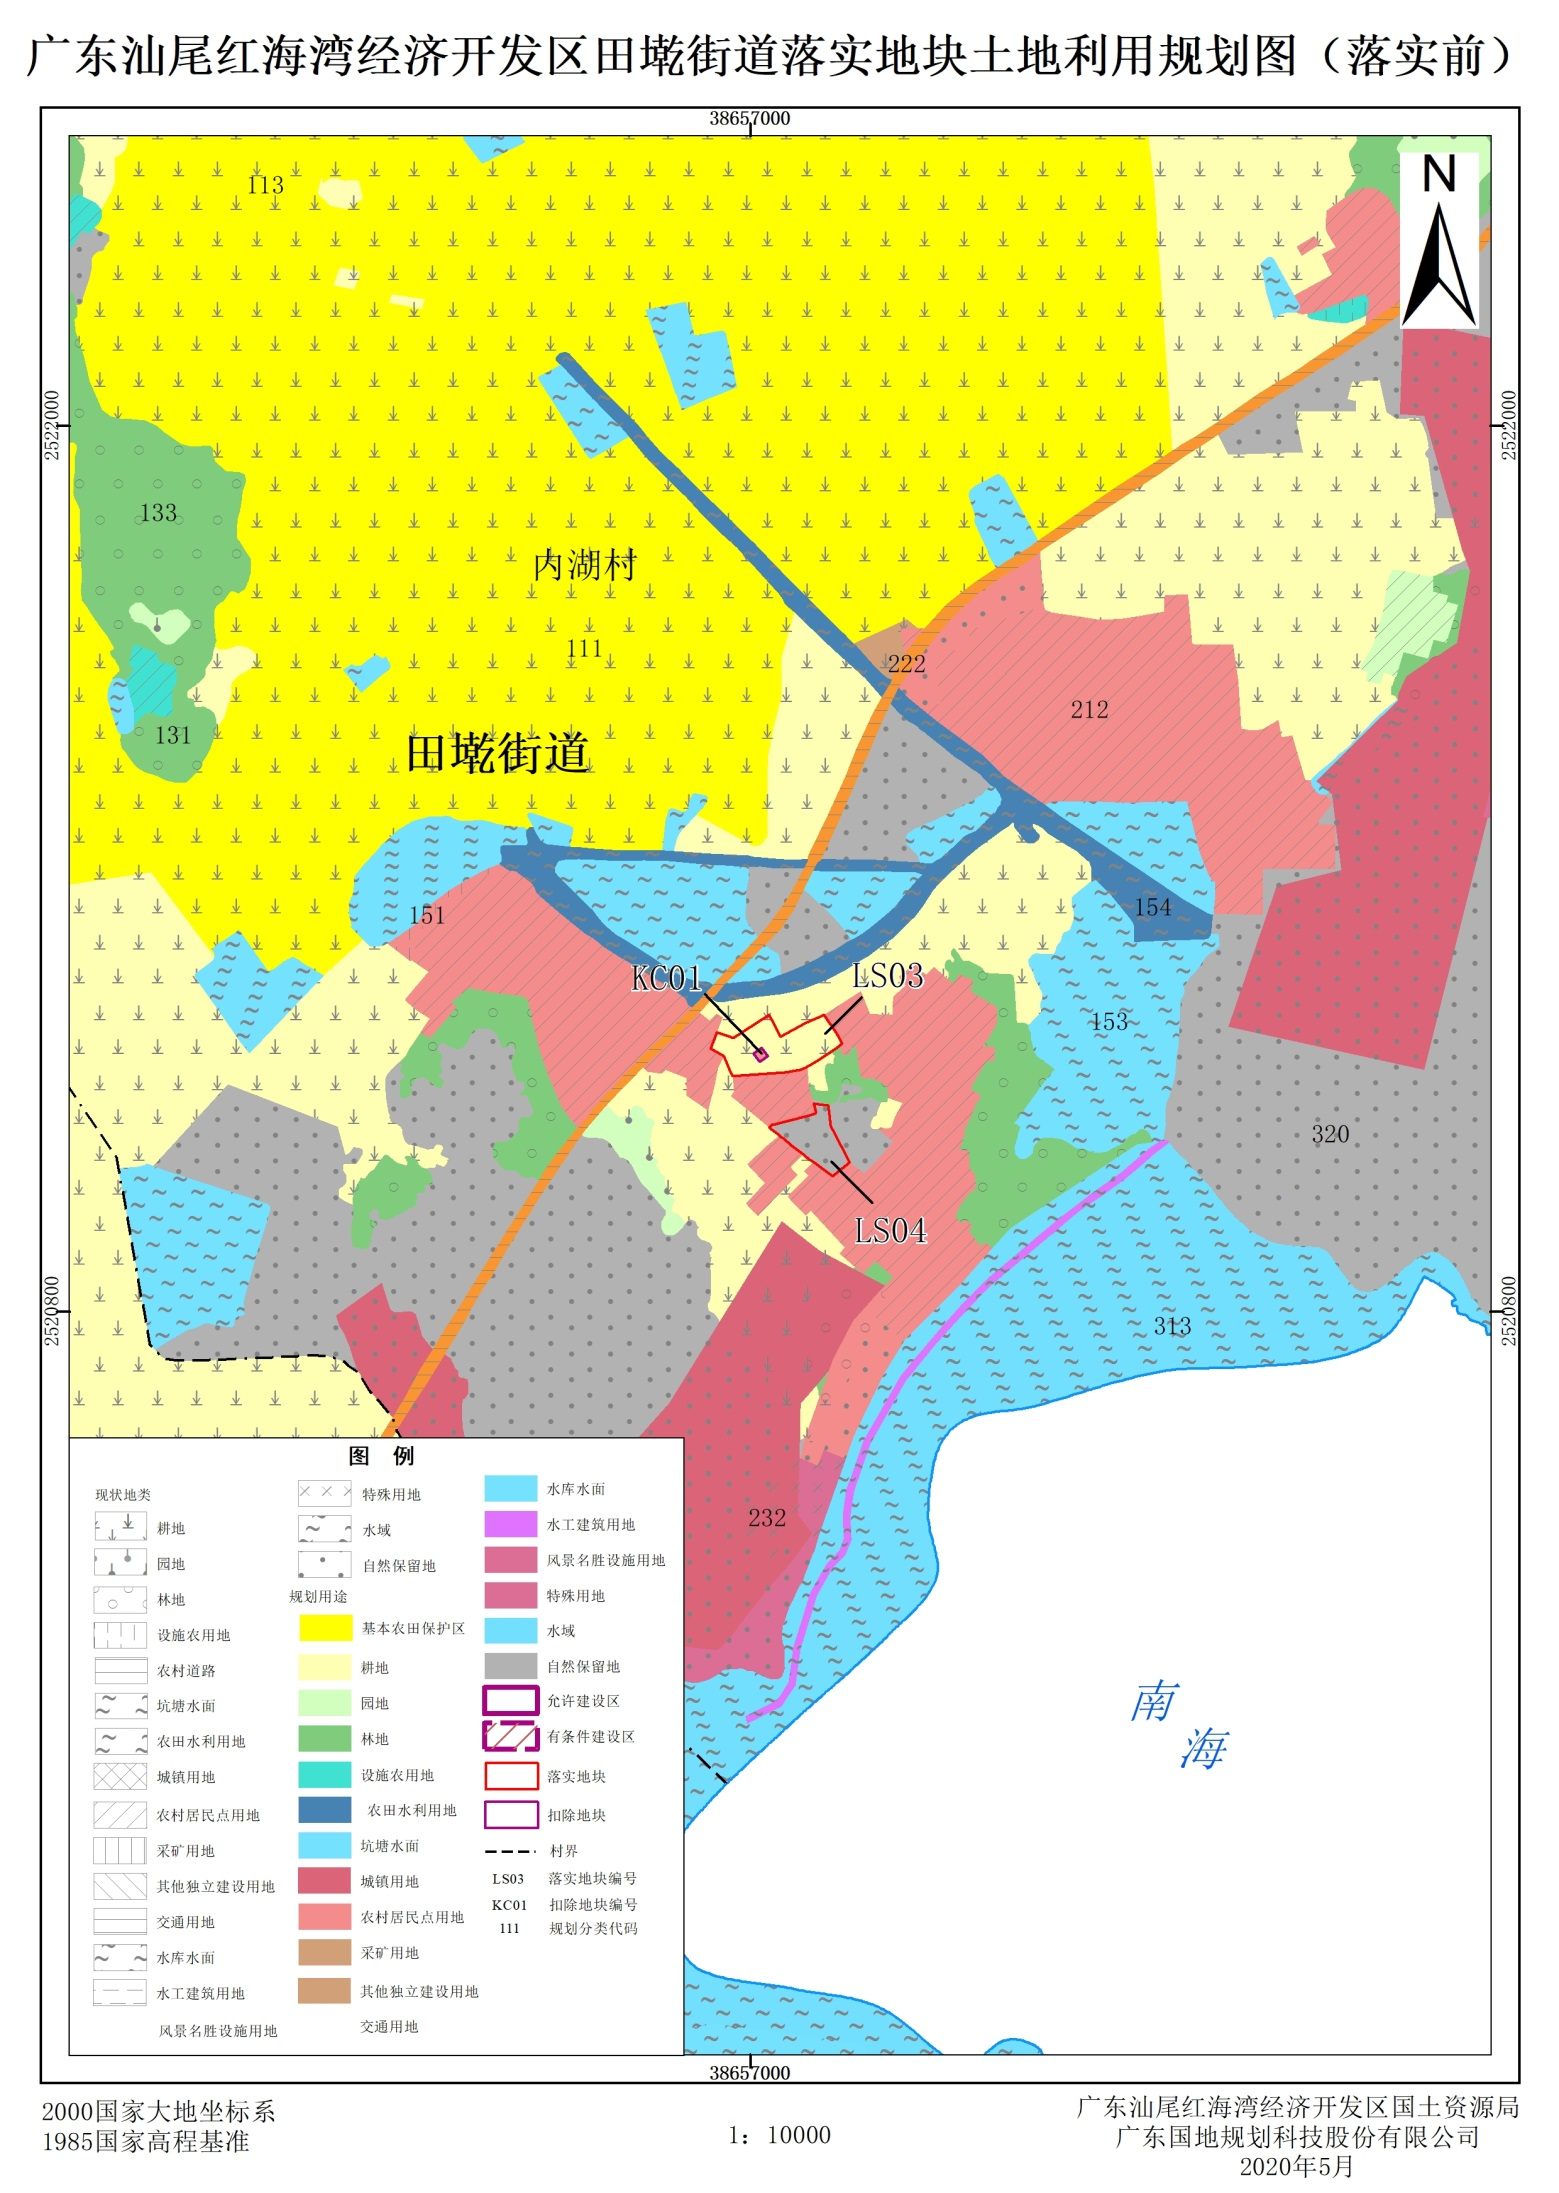 广东汕尾红海湾经济开发区田墘街道落实地块土地利用规划图（落实前）
38657000
N
113
2522000
2522000
133
内湖村
111
222
212
131
田墘街道
151
154
KC01
LS03
153
320
LS04
2520800
2520800
313
232
南海
图 例
现状地类
耕地
园地
林地
设施农用地
农村道路
坑塘水面
农田水利用地
城镇用地
农村居民点用地
采矿用地
其他独立建设用地
交通用地
水库水面
水工建筑用地
风景名胜设施用地
特殊用地
水域
自然保留地
规划用途
基本农田保护区
耕地
园地
林地
设施农用地
农田水利用地
坑塘水面
城镇用地
农村居民点用地
采矿用地
其他独立建设用地
交通用地
水库水面
水工建筑用地
风景名胜设施用地
特殊用地
水域
自然保留地
允许建设区
有条件建设区
落实地块
扣除地块
村界
LS03 落实地块编号
KC01 扣除地块编号
111 规划分类代码
38657000
2000国家大地坐标系
1985国家高程基准
1：10000
广东汕尾红海湾经济开发区国土资源局
广东国地规划科技股份有限公司
2020年5月